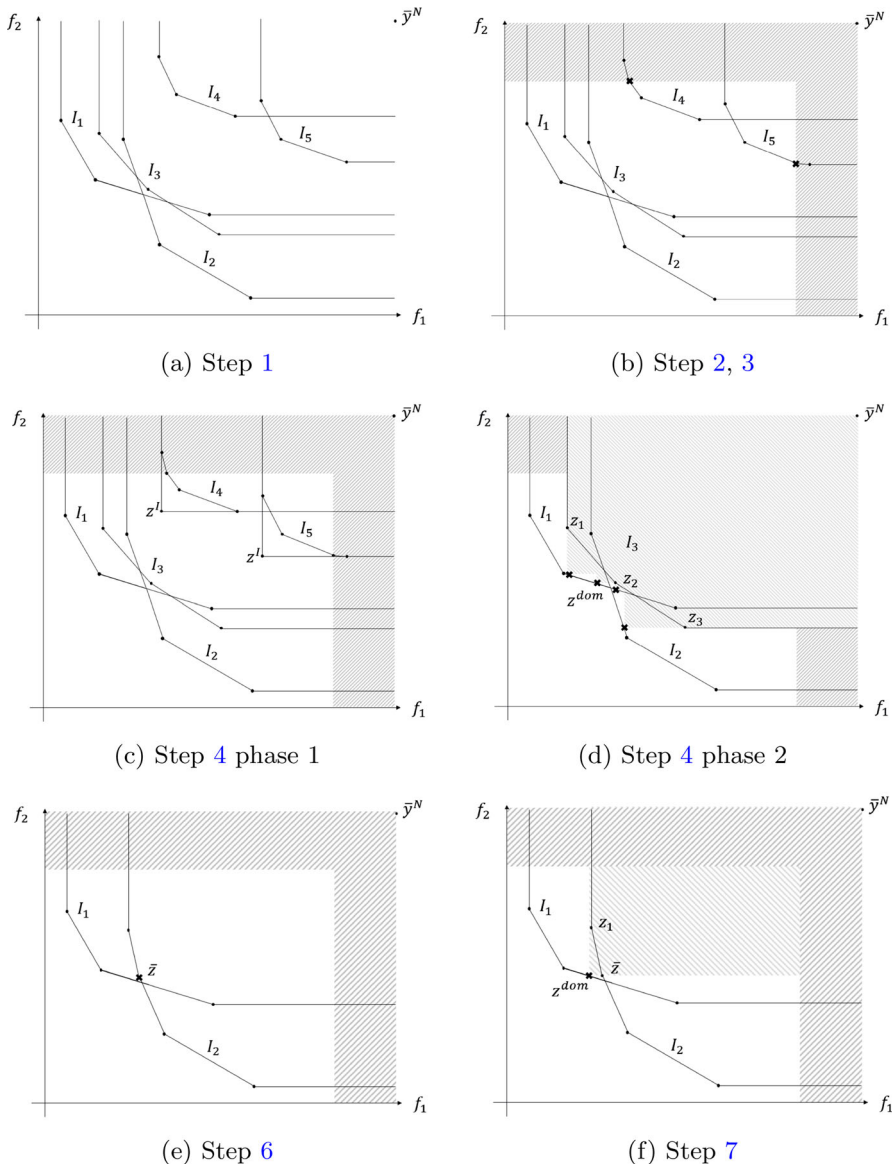 f₂
ȳᴺ
I₁
I₃
I₄
I₅
I₂
f₁
(a) Step 1
f₂
ȳᴺ
I₁
I₃
I₄
I₅
I₂
f₁
(b) Step 2, 3
f₂
ȳᴺ
I₁
zᴵ
I₄
I₅
zᴵ
I₃
I₂
f₁
(c) Step 4 phase 1
f₂
ȳᴺ
I₁
z₁
I₃
z₂
z^dom
z₃
I₂
f₁
(d) Step 4 phase 2
f₂
ȳᴺ
I₁
z̄
I₂
f₁
(e) Step 6
f₂
ȳᴺ
I₁
z₁
z̄
z^dom
I₂
f₁
(f) Step 7